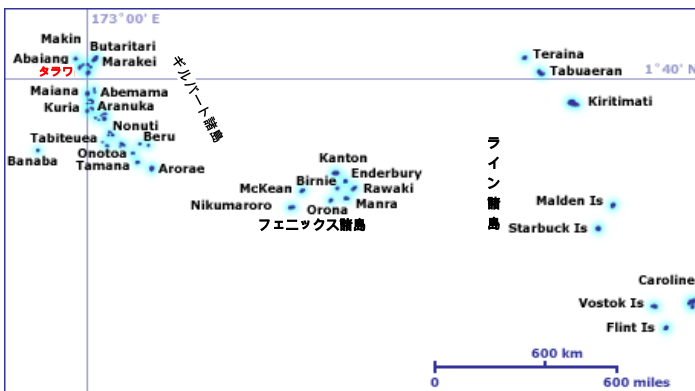 173°00' E
Makin
Butaritari
Abaiang
Marakei
タラワ
ギルバート諸島
Teraina
Tabuaeran
1°40' N
Kiritimati
Maiana
Abemama
Kuria
Aranuka
Nonuti
Tabiteuea
Beru
Banaba
Onotoa
Tamana
Arorae
ライン諸島
Kanton
Enderbury
Birnie
McKean
Rawaki
Nikumaroro
Orona
Manra
フェニックス諸島
Malden Is
Starbuck Is
Caroline
Vostok Is
Flint Is
600 km
0
600 miles